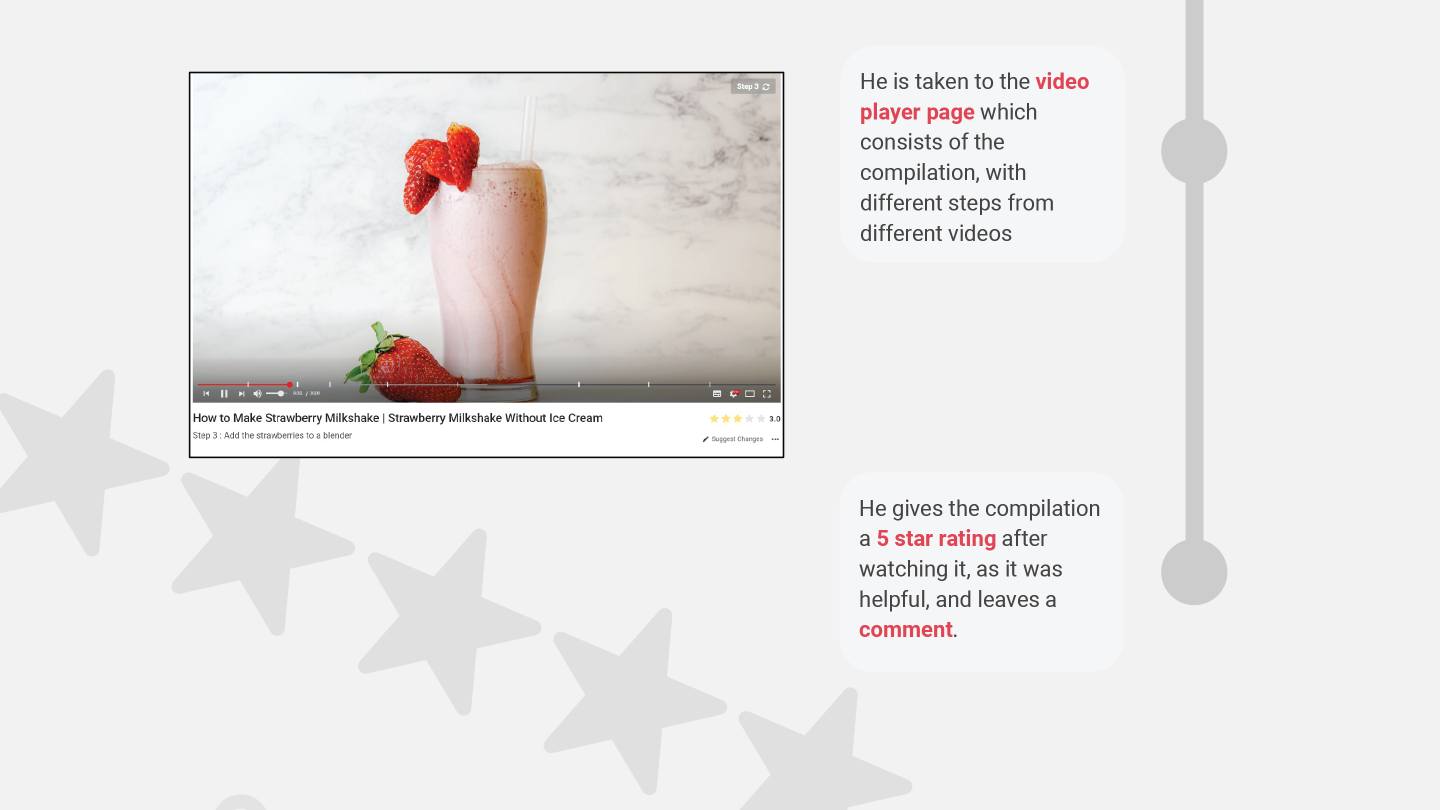 Step 3
How to Make Strawberry Milkshake | Strawberry Milkshake Without Ice Cream
3.0
Step 3 : Add the strawberries to a blender
Suggest Changes
He is taken to the video
player page which
consists of the
compilation, with
different steps from
different videos
He gives the compilation
a 5 star rating after
watching it, as it was
helpful, and leaves a
comment.